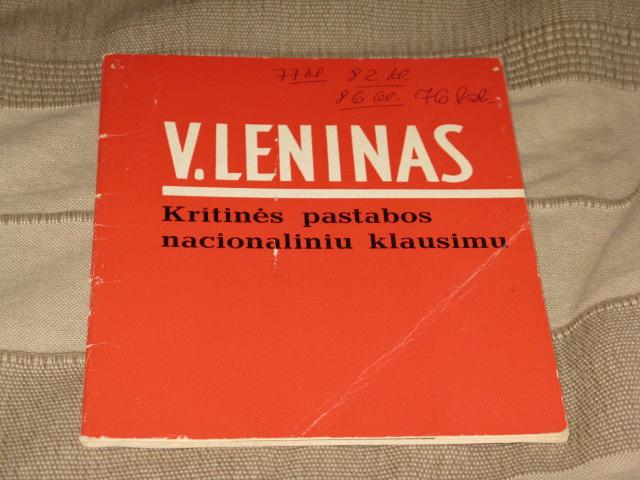 77 kl. 82 kl.
86 kl. 76 psl.
V. LENINAS
Kritinės pastabos
nacionaliniu klausimu